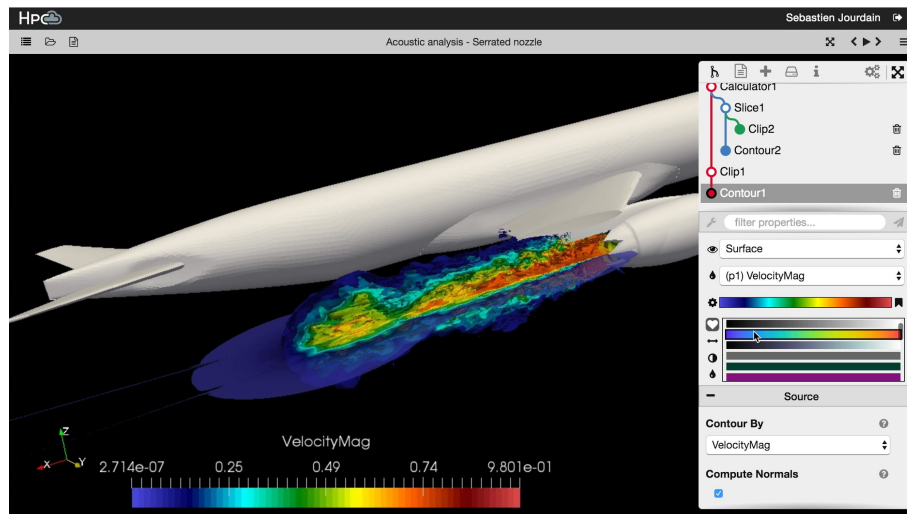 HPC
Sebastien Jourdain
Acoustic analysis - Serrated nozzle
Calculator1
Slice1
Clip2
Contour2
Clip1
Contour1
filter properties...
Surface
(p1) VelocityMag
Source
Contour By
VelocityMag
Compute Normals
Z
X
Y
VelocityMag
2.714e-07 0.25 0.49 0.74 9.801e-01